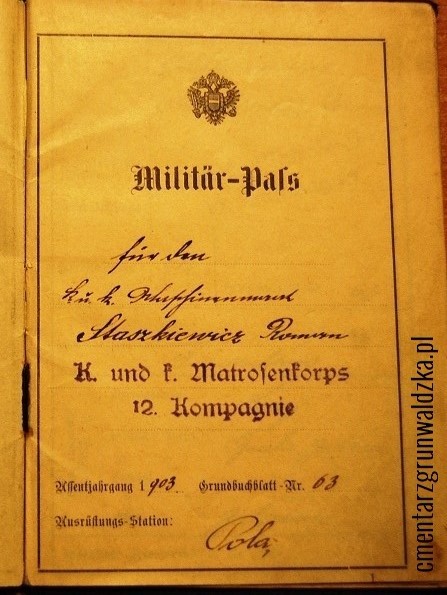 Militär-Paſs
für den
k. u. k. Maschinenmaat
Staszkiewicz Roman
K. und k. Matroſenkorps
12. Kompagnie
Aſſentjahrgang 1903. Grundbuchblatt-Nr. 63
Ausrüſtungs-Station:
Pola,
cmentarzgrunwaldzka.pl